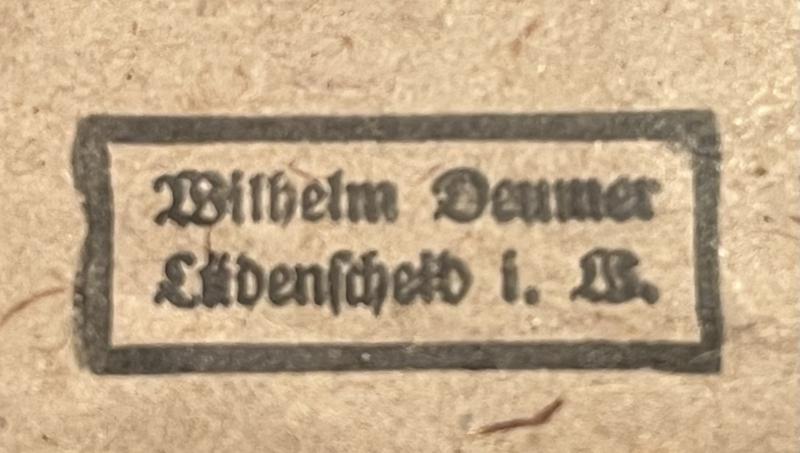 Wilhelm Deumer
Lüdenscheid i. W.